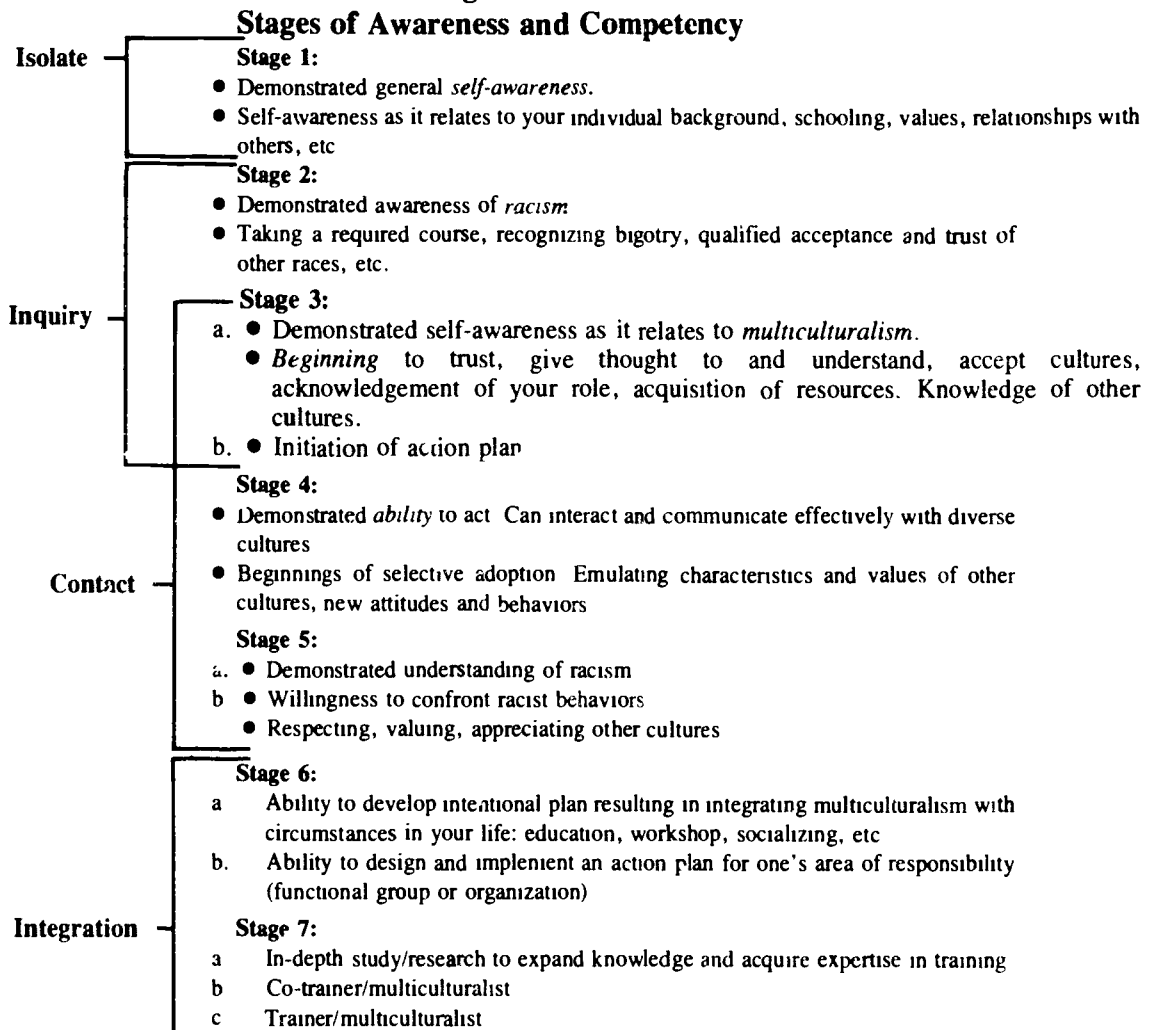 Stages of Awareness and Competency
Isolate
Stage 1:
● Demonstrated general self-awareness.
● Self-awareness as it relates to your individual background, schooling, values, relationships with
others, etc
Stage 2:
● Demonstrated awareness of racism
● Taking a required course, recognizing bigotry, qualified acceptance and trust of
other races, etc.
Inquiry
Stage 3:
a. ● Demonstrated self-awareness as it relates to multiculturalism.
● Beginning to trust, give thought to and understand, accept cultures,
acknowledgement of your role, acquisition of resources. Knowledge of other
cultures.
b. ● Initiation of action plan
Stage 4:
● Demonstrated ability to act Can interact and communicate effectively with diverse
cultures
Contact
● Beginnings of selective adoption Emulating characteristics and values of other
cultures, new attitudes and behaviors
Stage 5:
a. ● Demonstrated understanding of racism
b ● Willingness to confront racist behaviors
● Respecting, valuing, appreciating other cultures
Stage 6:
a Ability to develop intentional plan resulting in integrating multiculturalism with
circumstances in your life: education, workshop, socializing, etc
b. Ability to design and implement an action plan for one's area of responsibility
(functional group or organization)
Integration
Stage 7:
a In-depth study/research to expand knowledge and acquire expertise in training
b Co-trainer/multiculturalist
c Trainer/multiculturalist